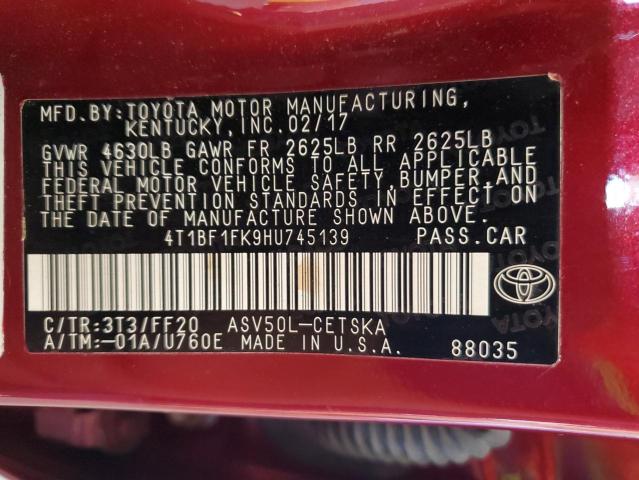 MFD.BY:TOYOTA MOTOR MANUFACTURING,
KENTUCKY,INC.02/17
GVWR 4630LB GAWR FR 2625LB RR 2625LB
THIS VEHICLE CONFORMS TO ALL APPLICABLE
FEDERAL MOTOR VEHICLE SAFETY,BUMPER,AND
THEFT PREVENTION STANDARDS IN EFFECT ON
THE DATE OF MANUFACTURE SHOWN ABOVE.
4T1BF1FK9HU745139 PASS.CAR
C/TR:3T3/FF20 ASV50L-CETSKA
A/TM:-01A/U760E MADE IN U.S.A. 88035